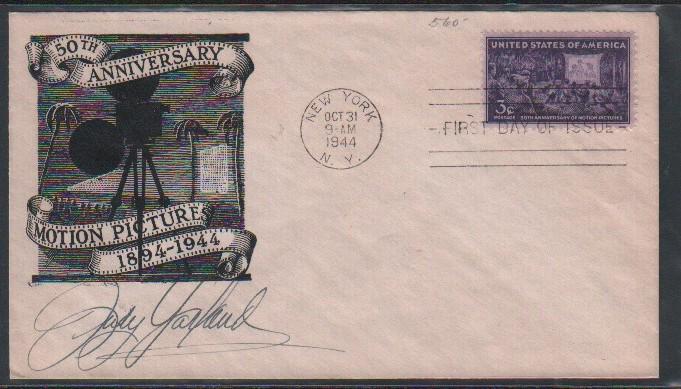 50TH
ANNIVERSARY
MOTION PICTURES
1894-1944
Judy Garland
NEW YORK
OCT 31
9-AM
1944
N. Y.
560
UNITED STATES OF AMERICA
3¢
POSTAGE 50TH ANNIVERSARY OF MOTION PICTURES
FIRST DAY OF ISSUE